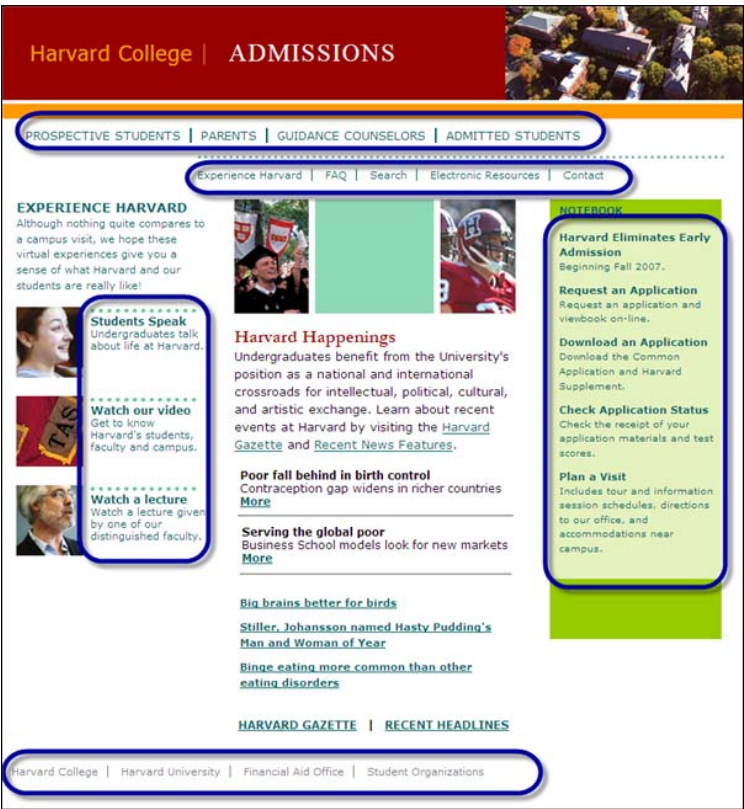 Harvard College | ADMISSIONS
PROSPECTIVE STUDENTS | PARENTS | GUIDANCE COUNSELORS | ADMITTED STUDENTS
Experience Harvard | FAQ | Search | Electronic Resources | Contact
EXPERIENCE HARVARD
Although nothing quite compares to
a campus visit, we hope these
virtual experiences give you a
sense of what Harvard and our
students are really like!
Students Speak
Undergraduates talk
about life at Harvard.
TAS
Watch our video
Get to know
Harvard's students,
faculty and campus.
Watch a lecture
Watch a lecture given
by one of our
distinguished faculty.
H
Harvard Happenings
Undergraduates benefit from the University's
position as a national and international
crossroads for intellectual, political, cultural,
and artistic exchange. Learn about recent
events at Harvard by visiting the Harvard
Gazette and Recent News Features.
Poor fall behind in birth control
Contraception gap widens in richer countries
More
Serving the global poor
Business School models look for new markets
More
Big brains better for birds
Stiller, Johansson named Hasty Pudding's
Man and Woman of Year
Binge eating more common than other
eating disorders
HARVARD GAZETTE | RECENT HEADLINES
NOTEBOOK
Harvard Eliminates Early
Admission
Beginning Fall 2007.
Request an Application
Request an application and
viewbook on-line.
Download an Application
Download the Common
Application and Harvard
Supplement.
Check Application Status
Check the receipt of your
application materials and test
scores.
Plan a Visit
Includes tour and information
session schedules, directions
to our office, and
accommodations near
campus.
Harvard College | Harvard University | Financial Aid Office | Student Organizations